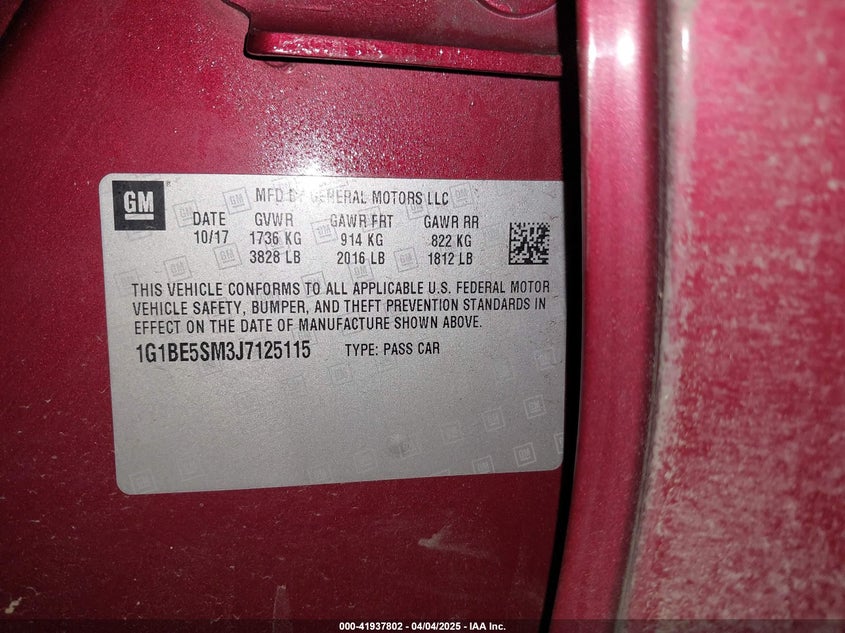 GM
MFD BY GENERAL MOTORS LLC
DATE GVWR GAWR FRT GAWR RR
10/17 1736 KG 914 KG 822 KG
3828 LB 2016 LB 1812 LB
THIS VEHICLE CONFORMS TO ALL APPLICABLE U.S. FEDERAL MOTOR
VEHICLE SAFETY, BUMPER, AND THEFT PREVENTION STANDARDS IN
EFFECT ON THE DATE OF MANUFACTURE SHOWN ABOVE.
1G1BE5SM3J7125115 TYPE: PASS CAR
000-41937802 - 04/04/2025 - IAA Inc.